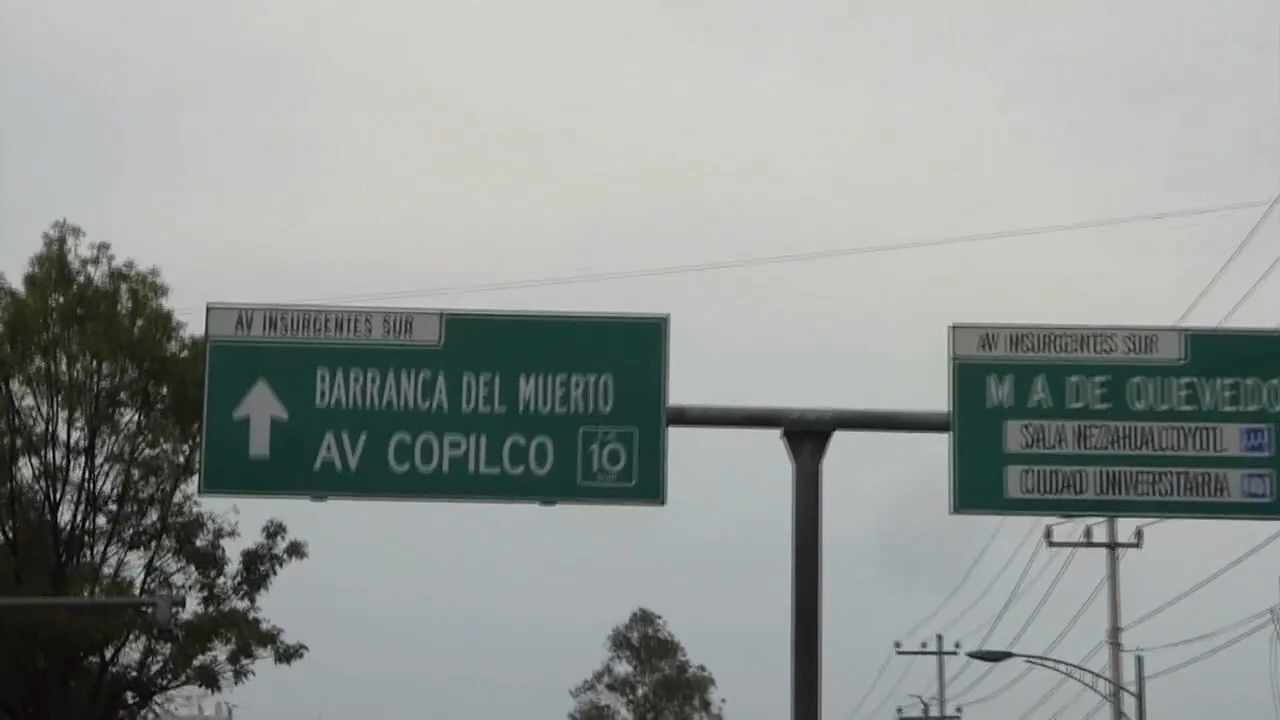 AV INSURGENTES SUR
BARRANCA DEL MUERTO
AV COPILCO
10
AV INSURGENTES SUR
M A DE QUEVEDO
SALA NEZAHUALCOYOTL
CIUDAD UNIVERSITARIA